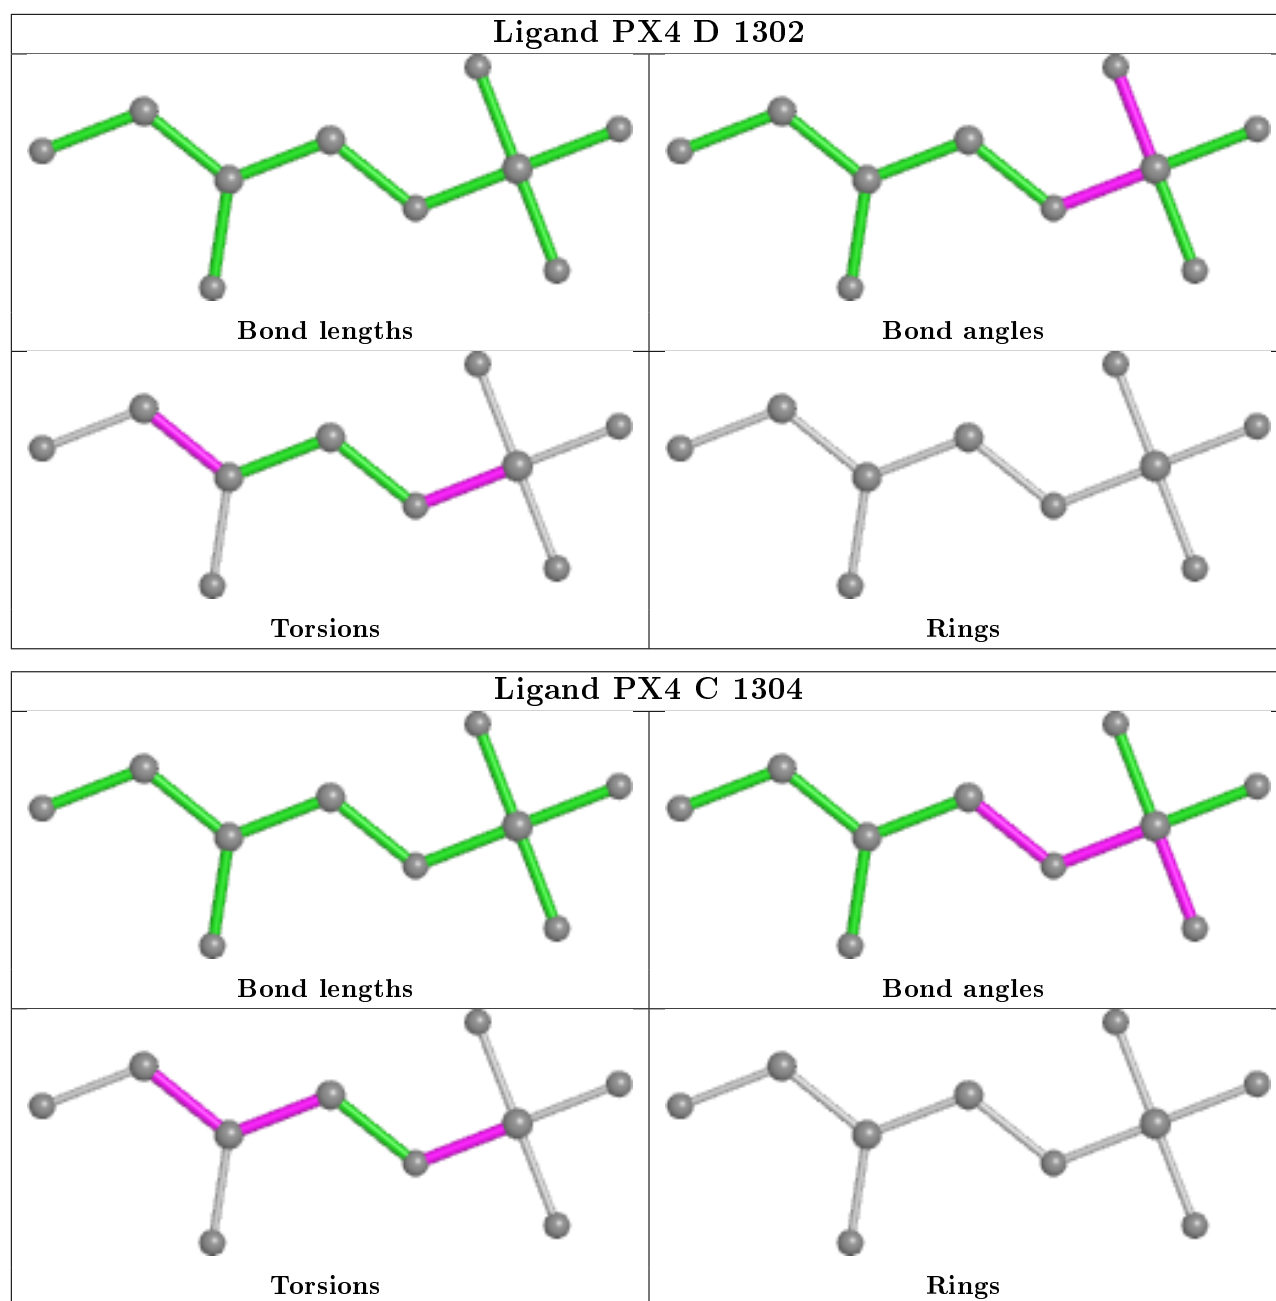 Ligand PX4 D 1302
Bond lengths
Bond angles
Torsions
Rings
Ligand PX4 C 1304
Bond lengths
Bond angles
Torsions
Rings